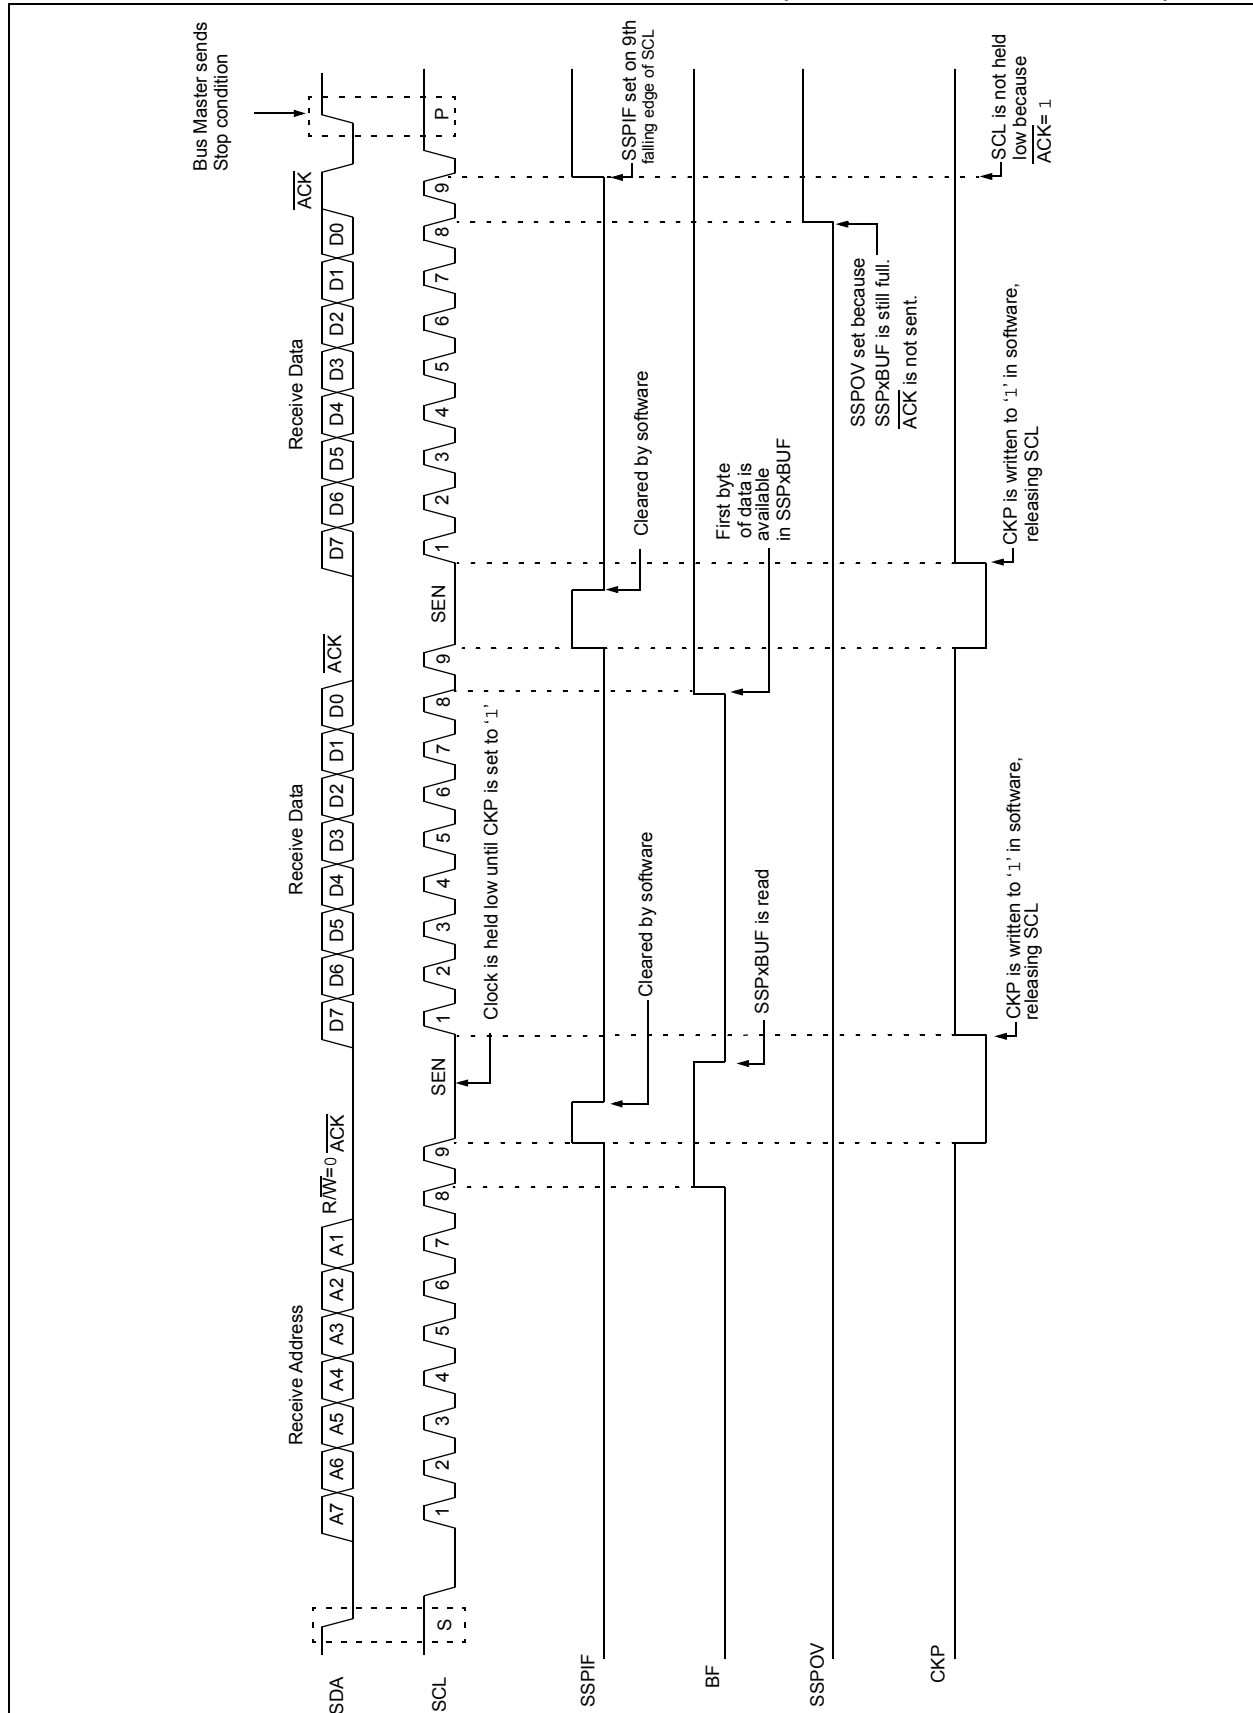 Bus Master sends
Stop condition
Receive Address
Receive Data
Receive Data
R/W=0
ACK
ACK
ACK
SDA
A7
A6
A5
A4
A3
A2
A1
D7
D6
D5
D4
D3
D2
D1
D0
D7
D6
D5
D4
D3
D2
D1
D0
SCL
S
1
2
3
4
5
6
7
8
9
SEN
1
2
3
4
5
6
7
8
9
SEN
1
2
3
4
5
6
7
8
9
P
Clock is held low until CKP is set to ‘1’
SSPIF
Cleared by software
Cleared by software
SSPIF set on 9th
falling edge of SCL
BF
SSPxBUF is read
First byte
of data is
available
in SSPxBUF
SSPOV
SSPOV set because
SSPxBUF is still full.
ACK is not sent.
CKP
CKP is written to ‘1’ in software,
releasing SCL
CKP is written to ‘1’ in software,
releasing SCL
SCL is not held
low because
ACK= 1